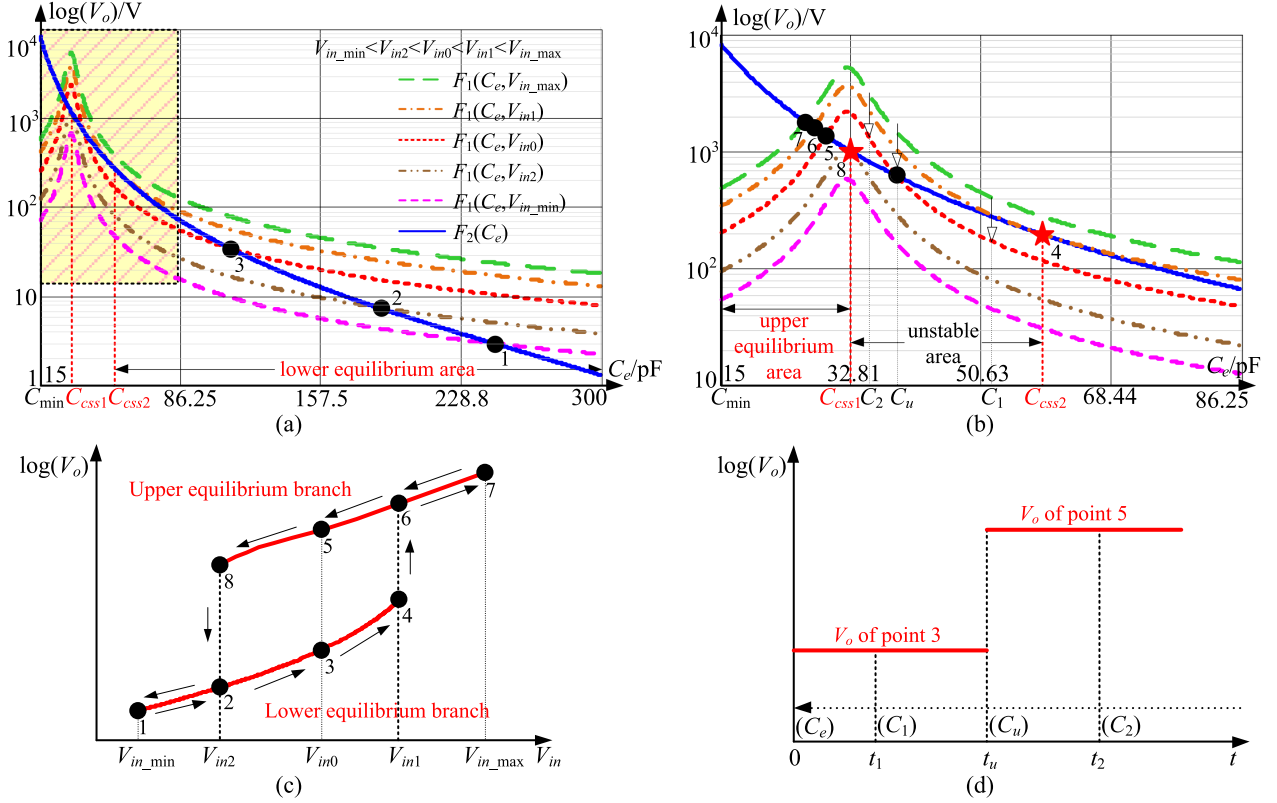 log(Vo)/V
10^4
10^3
10^2
10
1
Vin_min<Vin2<Vin0<Vin1<Vin_max
F1(Ce,Vin_max)
F1(Ce,Vin1)
F1(Ce,Vin0)
F1(Ce,Vin2)
F1(Ce,Vin_min)
F2(Ce)
3
2
1
lower equilibrium area
Ce/pF
15
Cmin
Ccss1
Ccss2
86.25
157.5
228.8
300
(a)
log(Vo)/V
10^4
10^3
10^2
10
7
6
5
8
4
upper
equilibrium
area
unstable
area
Ce/pF
15
32.81
50.63
68.44
86.25
Cmin
Ccss1
C2
Cu
C1
Ccss2
(b)
log(Vo)
Upper equilibrium branch
7
6
5
8
4
3
2
1
Lower equilibrium branch
Vin_min
Vin2
Vin0
Vin1
Vin_max
Vin
(c)
log(Vo)
Vo of point 5
Vo of point 3
(Ce)
(C1)
(Cu)
(C2)
0
t1
tu
t2
t
(d)